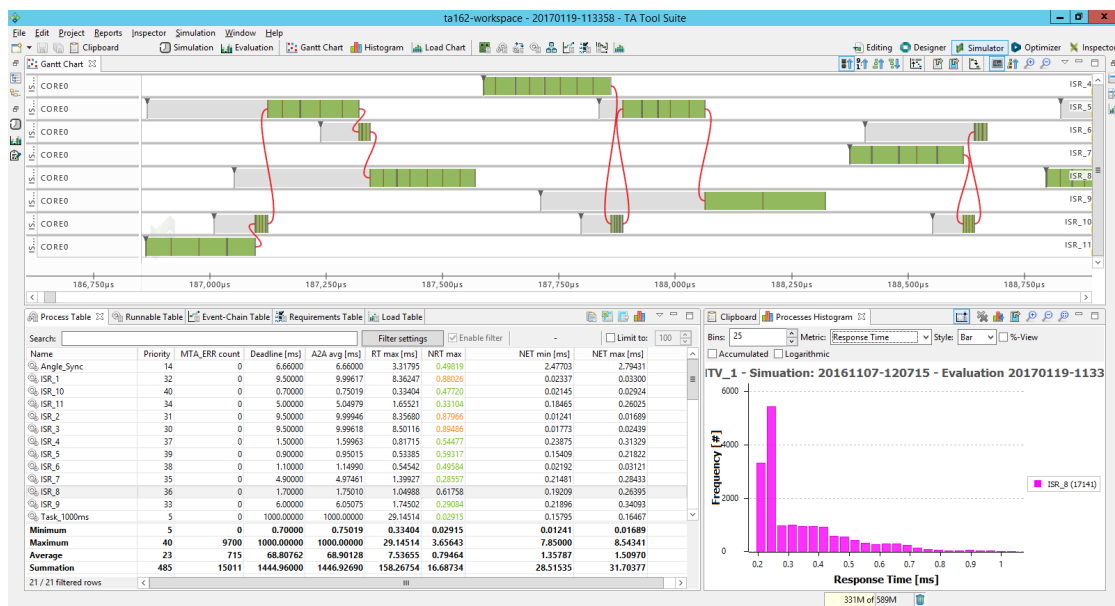 ta162-workspace - 20170119-113358 - TA Tool Suite
File Edit Project Reports Inspector Simulation Window Help
Clipboard Simulation Evaluation Gantt Chart Histogram Load Chart Editing Designer Simulator Optimizer Inspector
Gantt Chart
IS... CORE0 ISR_4
IS... CORE0 ISR_5
IS... CORE0 ISR_6
IS... CORE0 ISR_7
IS... CORE0 ISR_8
IS... CORE0 ISR_9
IS... CORE0 ISR_10
IS... CORE0 ISR_11
186,750µs 187,000µs 187,250µs 187,500µs 187,750µs 188,000µs 188,250µs 188,500µs 188,750µs
Process Table Runnable Table Event-Chain Table Requirements Table Load Table
Search: Filter settings Enable filter - Limit to: 100
Name Priority MTA_ERR count Deadline [ms] A2A avg [ms] RT max [ms] NRT max NET min [ms] NET max [ms]
Angle_Sync 14 0 6.66000 6.66000 3.31795 0.49819 2.47703 2.79431
ISR_1 32 0 9.50000 9.99617 8.36247 0.88026 0.02337 0.03300
ISR_10 40 0 0.70000 0.75019 0.33404 0.47720 0.02145 0.02924
ISR_11 34 0 5.00000 5.04979 1.65521 0.33104 0.18465 0.26025
ISR_2 31 0 9.50000 9.99946 8.35680 0.87966 0.01241 0.01689
ISR_3 30 0 9.50000 9.99618 8.50116 0.89486 0.01773 0.02439
ISR_4 37 0 1.50000 1.59963 0.81715 0.54477 0.23875 0.31329
ISR_5 39 0 0.90000 0.95015 0.53385 0.59317 0.15409 0.21822
ISR_6 38 0 1.10000 1.14990 0.54542 0.49584 0.02192 0.03121
ISR_7 35 0 4.90000 4.97461 1.39927 0.28557 0.21481 0.28433
ISR_8 36 0 1.70000 1.75010 1.04988 0.61758 0.19209 0.26395
ISR_9 33 0 6.00000 6.05075 1.74502 0.29084 0.21896 0.34093
Task_1000ms 5 0 1000.00000 1000.00000 29.14514 0.02915 0.15795 0.16467
Minimum 5 0 0.70000 0.75019 0.33404 0.02915 0.01241 0.01689
Maximum 40 9700 1000.00000 1000.00000 29.14514 3.65643 7.85000 8.54341
Average 23 715 68.80762 68.90128 7.53655 0.79464 1.35787 1.50970
Summation 485 15011 1444.96000 1446.92690 158.26754 16.68734 28.51535 31.70377
21 / 21 filtered rows
Clipboard Processes Histogram
Bins: 25 Metric: Response Time Style: Bar %-View
Accumulated Logarithmic
ITV_1 - Simuation: 20161107-120715 - Evaluation 20170119-1133
Frequency [#]
6000
4000
2000
0
0.2 0.3 0.4 0.5 0.6 0.7 0.8 0.9 1
Response Time [ms]
ISR_8 (17141)
331M of 589M